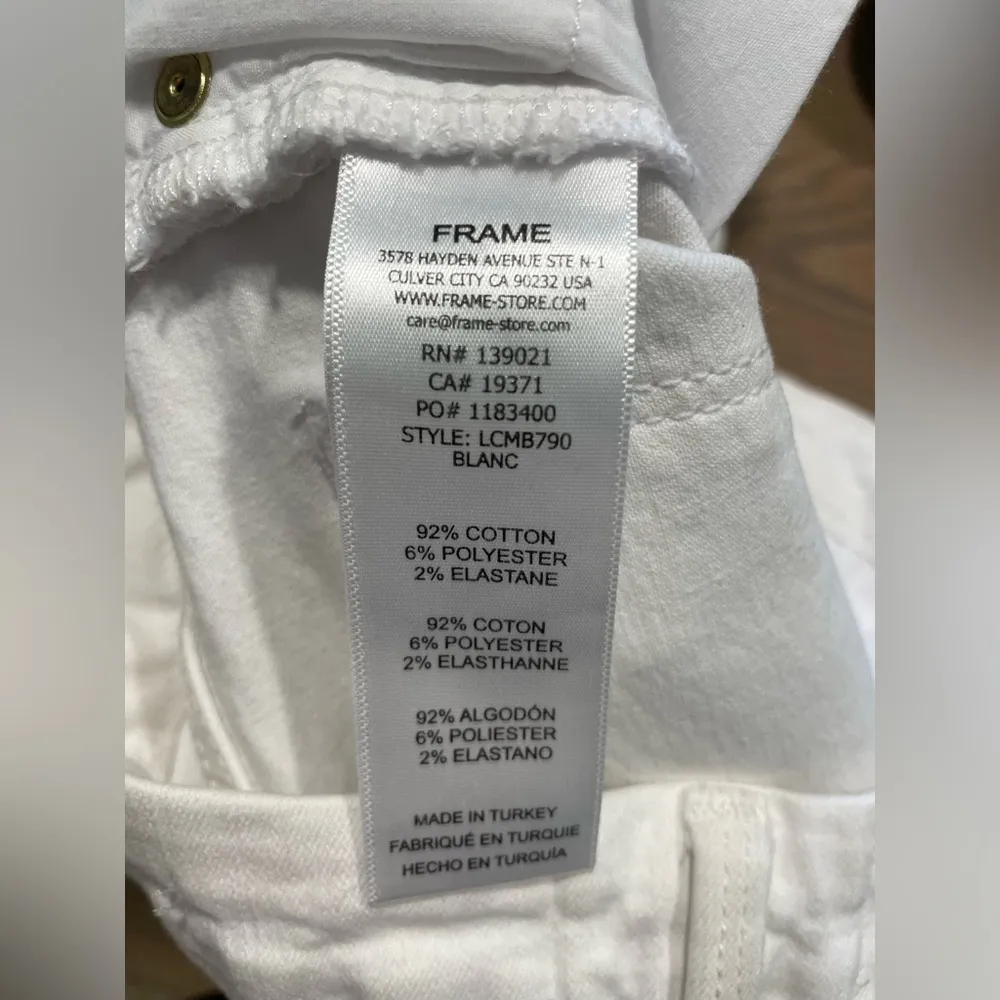 FRAME
3578 HAYDEN AVENUE STE N-1
CULVER CITY CA 90232 USA
WWW.FRAME-STORE.COM
care@frame-store.com
RN# 139021
CA# 19371
PO# 1183400
STYLE: LCMB790
BLANC
92% COTTON
6% POLYESTER
2% ELASTANE
92% COTON
6% POLYESTER
2% ELASTHANNE
92% ALGODÓN
6% POLIESTER
2% ELASTANO
MADE IN TURKEY
FABRIQUÉ EN TURQUIE
HECHO EN TURQUÍA